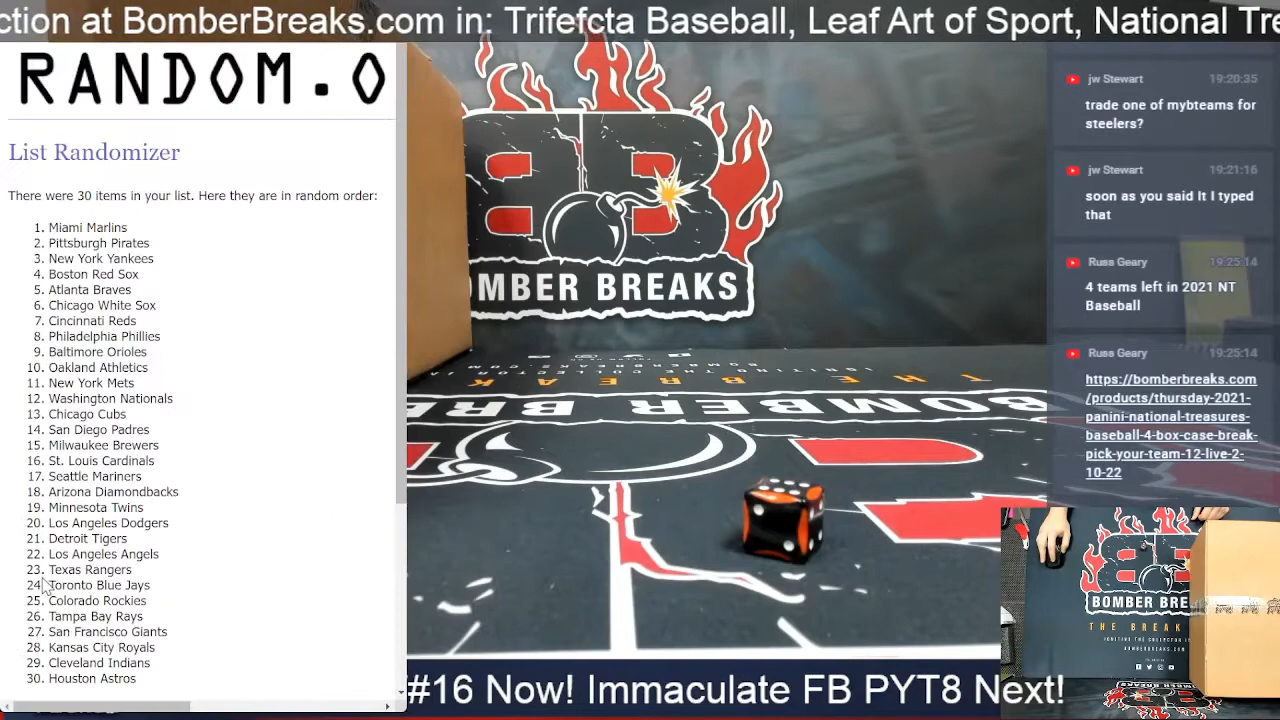 ction at BomberBreaks.com in: Trifefcta Baseball, Leaf Art of Sport, National Tre
RANDOM.O
List Randomizer
There were 30 items in your list. Here they are in random order:
1. Miami Marlins
2. Pittsburgh Pirates
3. New York Yankees
4. Boston Red Sox
5. Atlanta Braves
6. Chicago White Sox
7. Cincinnati Reds
8. Philadelphia Phillies
9. Baltimore Orioles
10. Oakland Athletics
11. New York Mets
12. Washington Nationals
13. Chicago Cubs
14. San Diego Padres
15. Milwaukee Brewers
16. St. Louis Cardinals
17. Seattle Mariners
18. Arizona Diamondbacks
19. Minnesota Twins
20. Los Angeles Dodgers
21. Detroit Tigers
22. Los Angeles Angels
23. Texas Rangers
24. Toronto Blue Jays
25. Colorado Rockies
26. Tampa Bay Rays
27. San Francisco Giants
28. Kansas City Royals
29. Cleveland Indians
30. Houston Astros
BB
OMBER BREAKS
THE BREAK
BOMBER BREAKS
jw Stewart 19:20:35
trade one of mybteams for
steelers?
jw Stewart 19:21:16
soon as you said It I typed
that
Russ Geary 19:25:14
4 teams left in 2021 NT
Baseball
Russ Geary 19:25:14
https://bomberbreaks.com
/products/thursday-2021-
panini-national-treasures-
baseball-4-box-case-break-
pick-your-team-12-live-2-
10-22
BOMBER BRE
THE BREAK
BOMBERBREAKS.COM
#16 Now! Immaculate FB PYT8 Next!